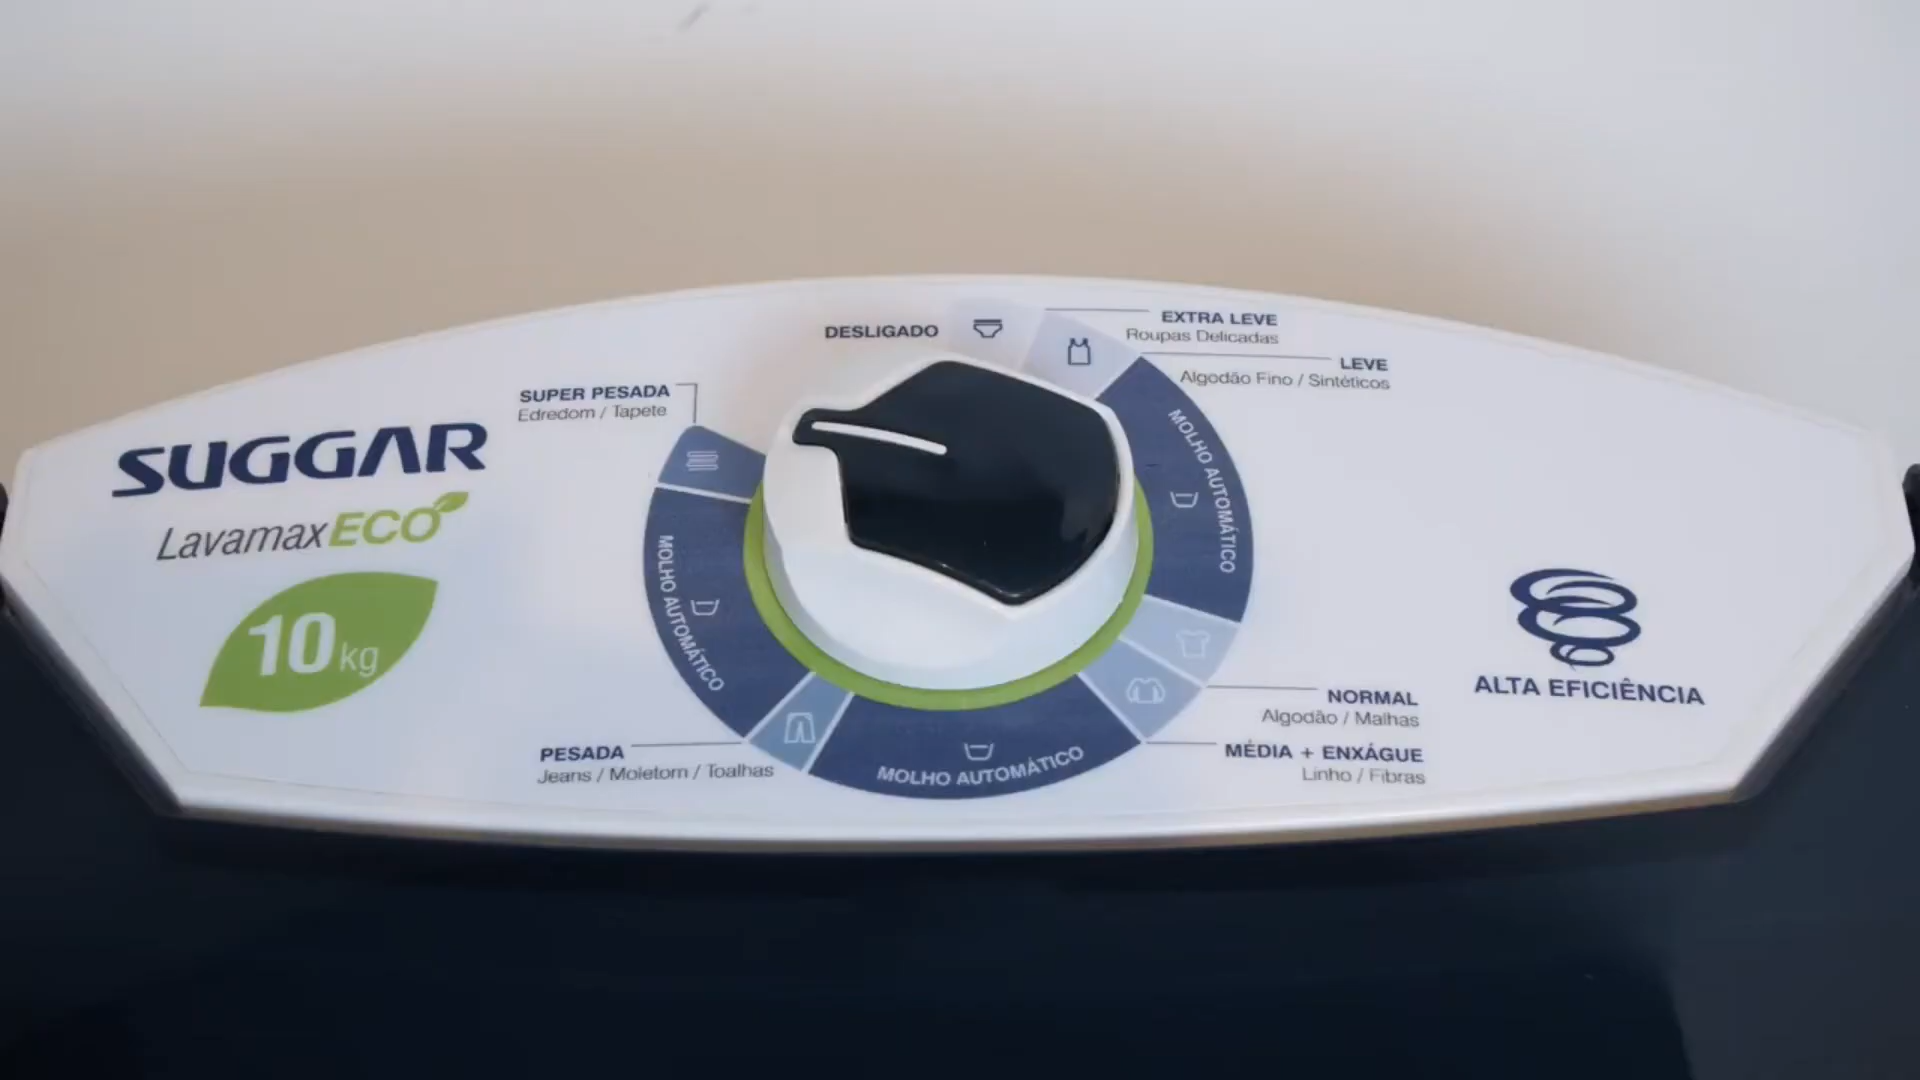 DESLIGADO
EXTRA LEVE
Roupas Delicadas
LEVE
Algodão Fino / Sintéticos
SUPER PESADA
Edredom / Tapete
SUGGAR
Lavamax ECO
10 kg
MOLHO AUTOMÁTICO
MOLHO AUTOMÁTICO
MOLHO AUTOMÁTICO
ALTA EFICIÊNCIA
NORMAL
Algodão / Malhas
MÉDIA + ENXÁGUE
Linho / Fibras
PESADA
Jeans / Moletom / Toalhas